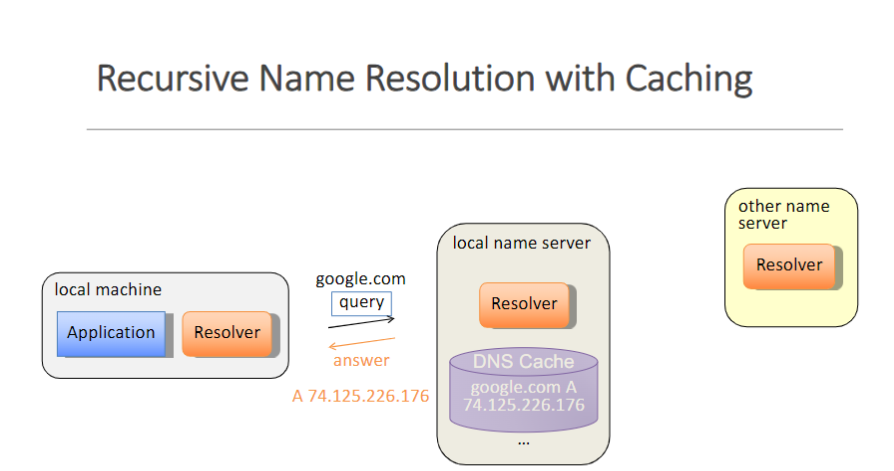 Recursive Name Resolution with Caching
local machine
Application
Resolver
google.com
query
answer
A 74.125.226.176
local name server
Resolver
DNS Cache
google.com A
74.125.226.176
...
other name
server
Resolver